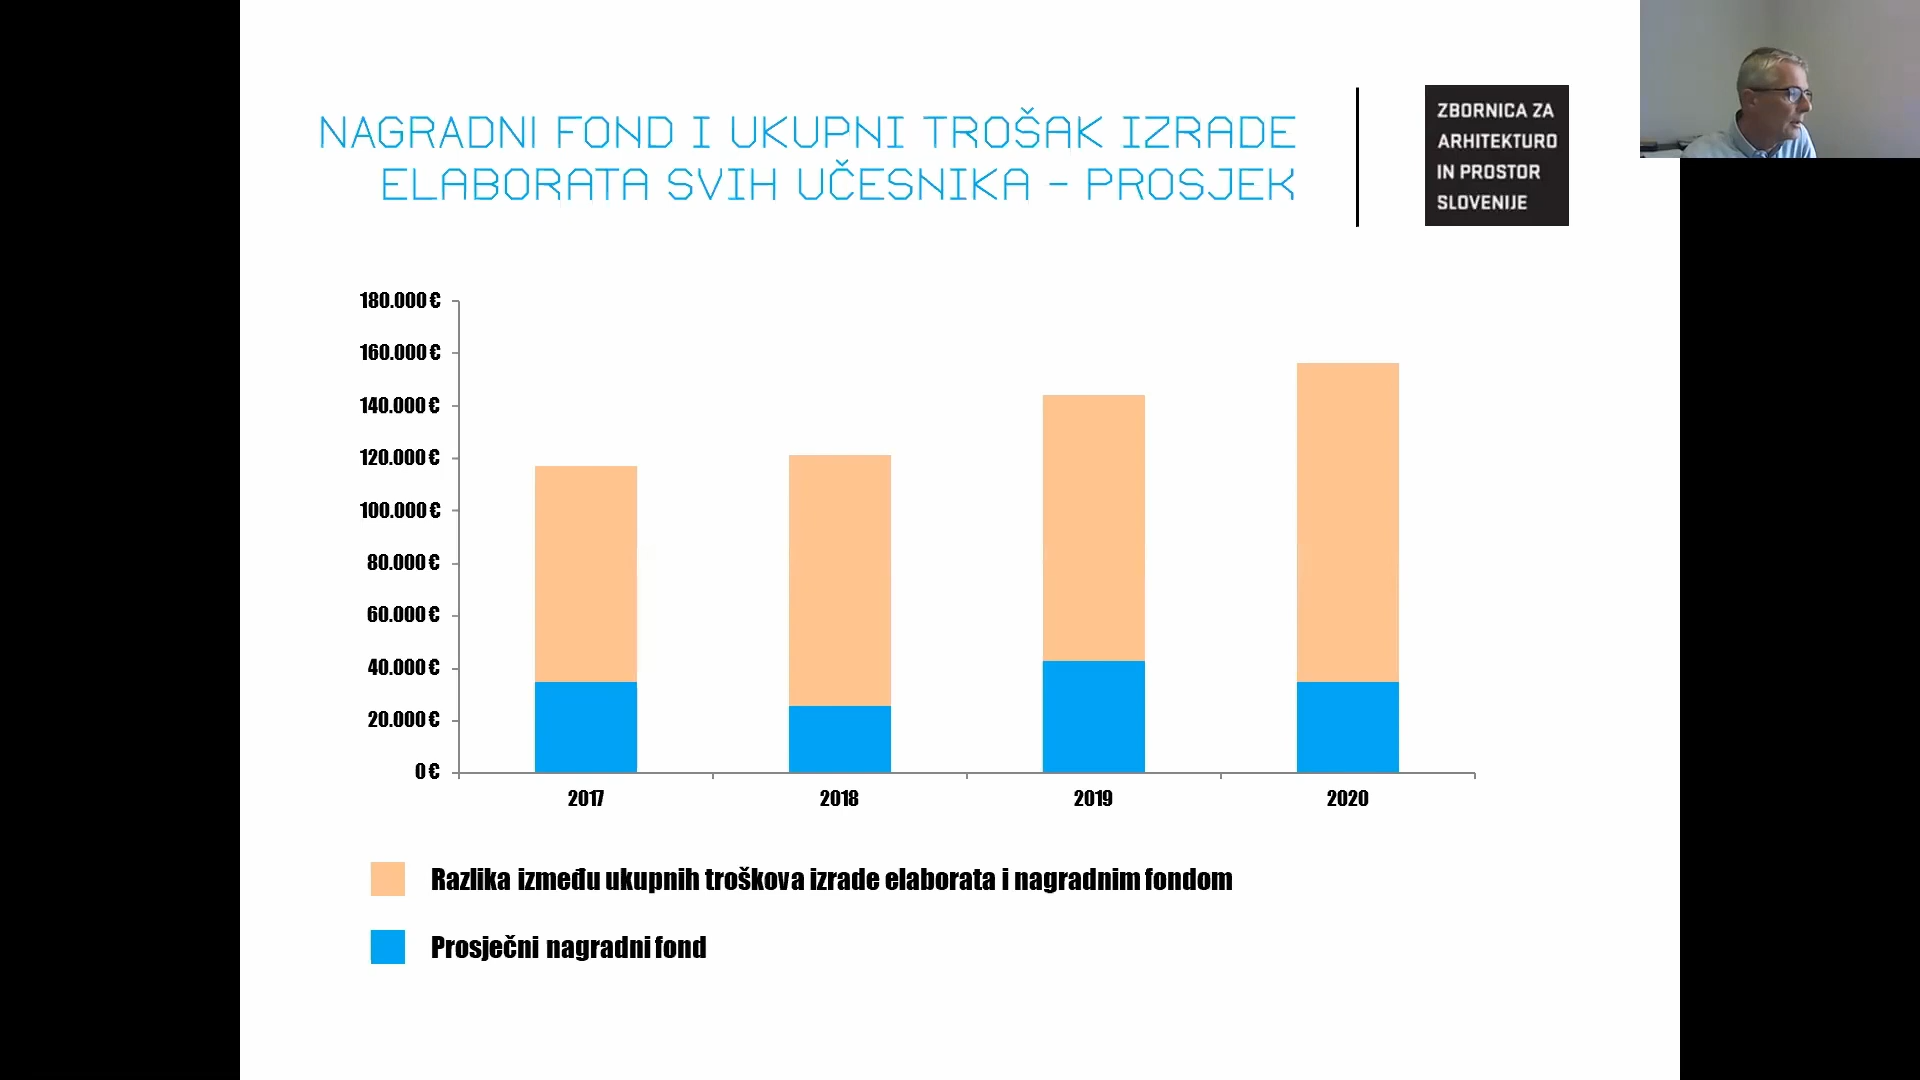 NAGRADNI FOND I UKUPNI TROŠAK IZRADE
ELABORATA SVIH UČESNIKA – PROSJEK
ZBORNICA ZA
ARHITEKTURO
IN PROSTOR
SLOVENIJE
180.000 €
160.000 €
140.000 €
120.000 €
100.000 €
80.000 €
60.000 €
40.000 €
20.000 €
0 €
2017 2018 2019 2020
Razlika između ukupnih troškova izrade elaborata i nagradnim fondom
Prosječni nagradni fond